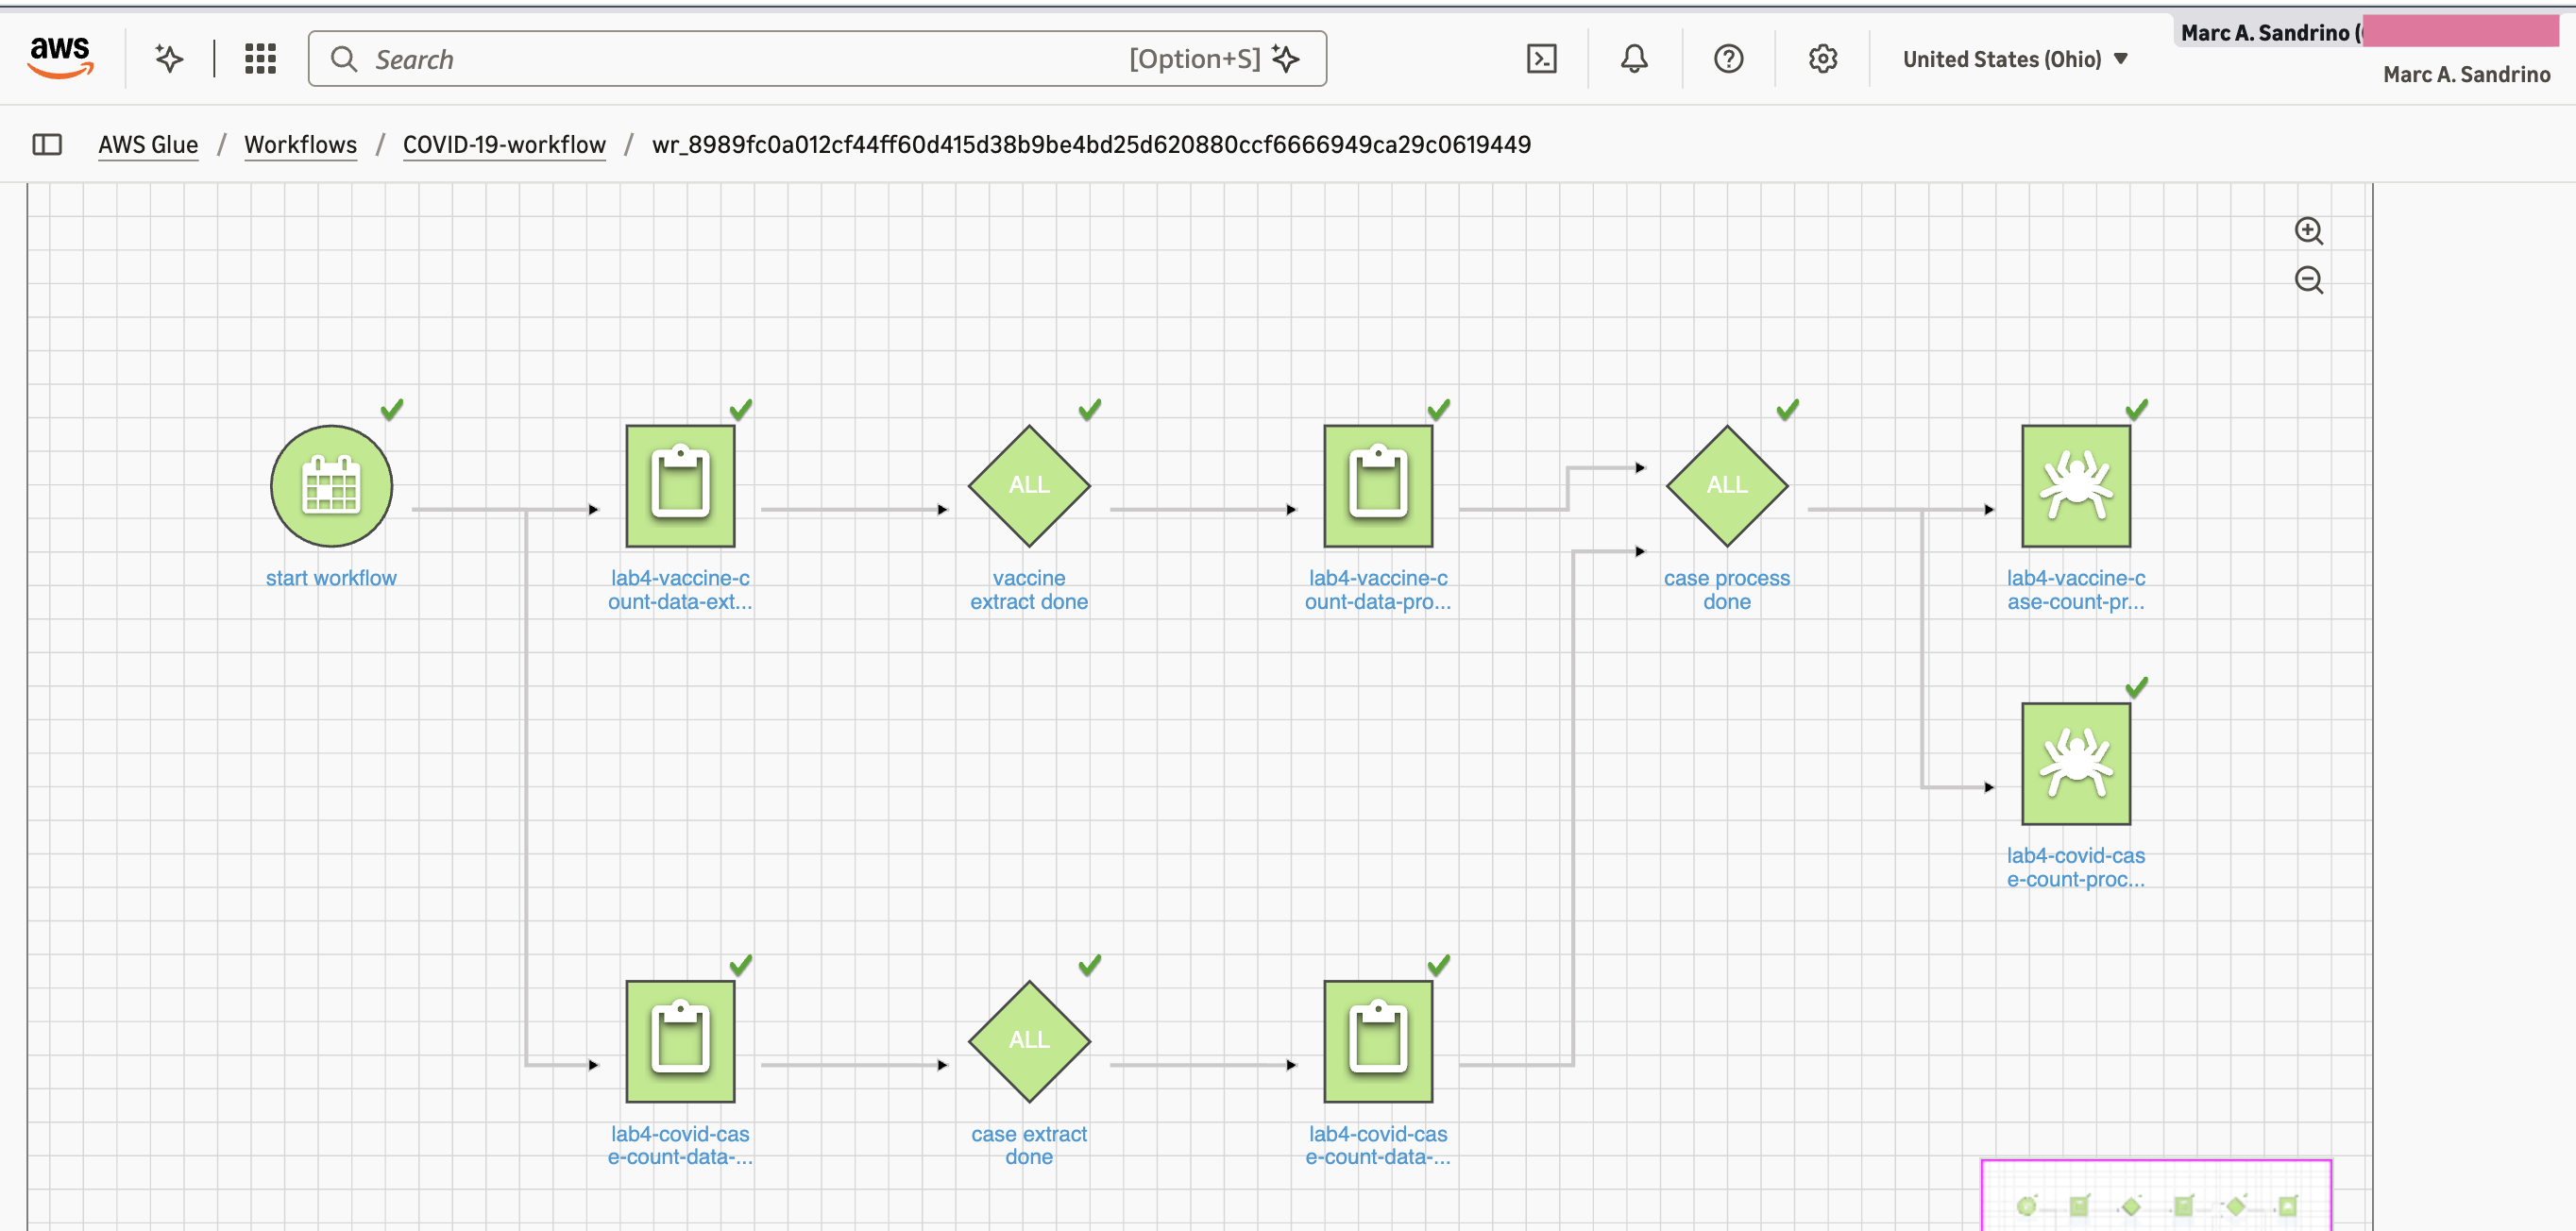 aws
Search
[Option+S]
United States (Ohio)
Marc A. Sandrino (
Marc A. Sandrino
AWS Glue / Workflows / COVID-19-workflow / wr_8989fc0a012cf44ff60d415d38b9be4bd25d620880ccf6666949ca29c0619449
ALL
ALL
start workflow
lab4-vaccine-c
ount-data-ext...
vaccine
extract done
lab4-vaccine-c
ount-data-pro...
case process
done
lab4-vaccine-c
ase-count-pr...
lab4-covid-cas
e-count-proc...
ALL
lab4-covid-cas
e-count-data-...
case extract
done
lab4-covid-cas
e-count-data-...